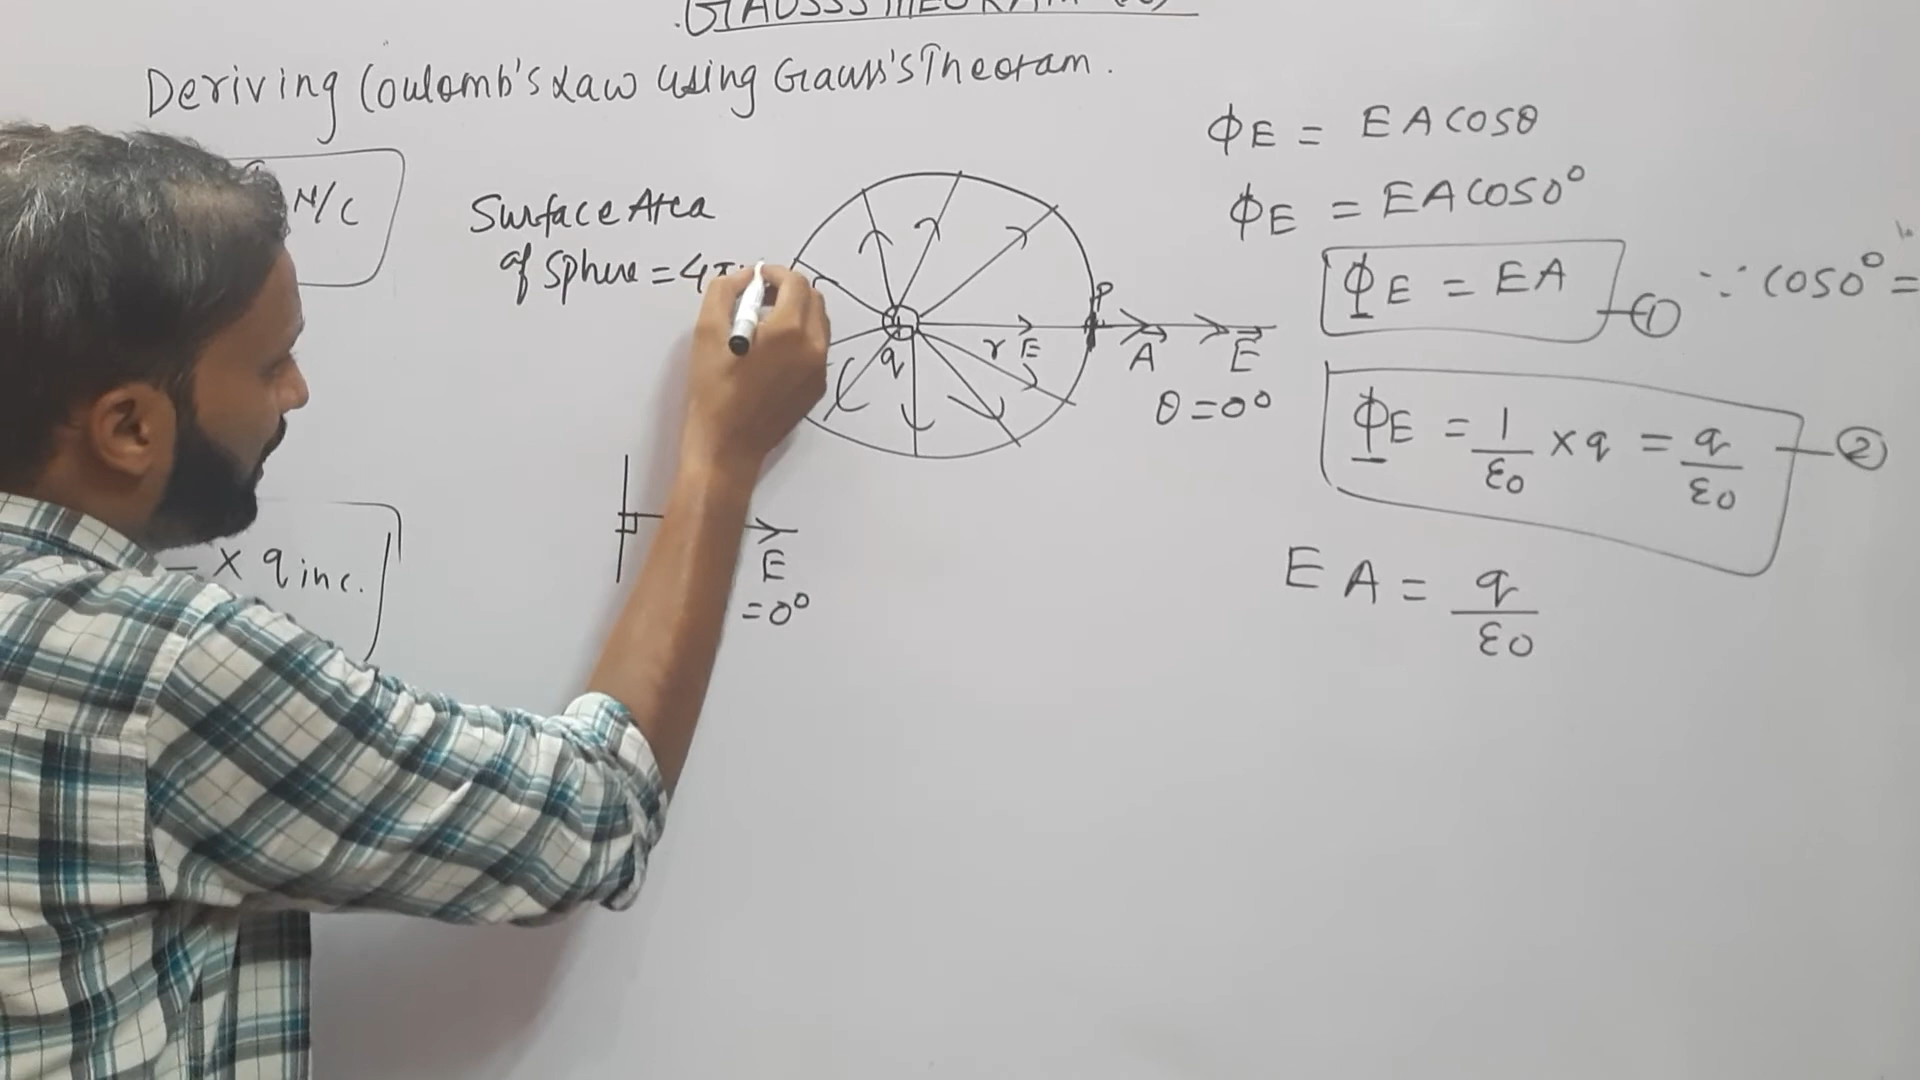 Deriving Coulomb's Law using Gauss's Theoram.
N/C
Surface Area
of Sphere = 4π
q
r E
P
A⃗
E⃗
θ = 0°
E
= 0°
× q inc.
ΦE = EA cosθ
ΦE = EA cos0°
ΦE = EA — ①
∵ cos0° =
ΦE = 1/ε0 × q = q/ε0 — ②
EA = q/ε0